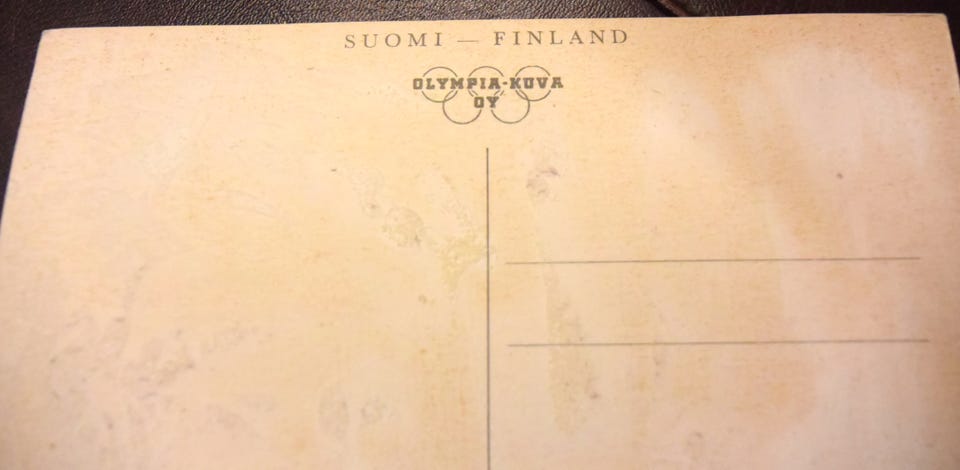 SUOMI — FINLAND
OLYMPIA-KUVA
OY